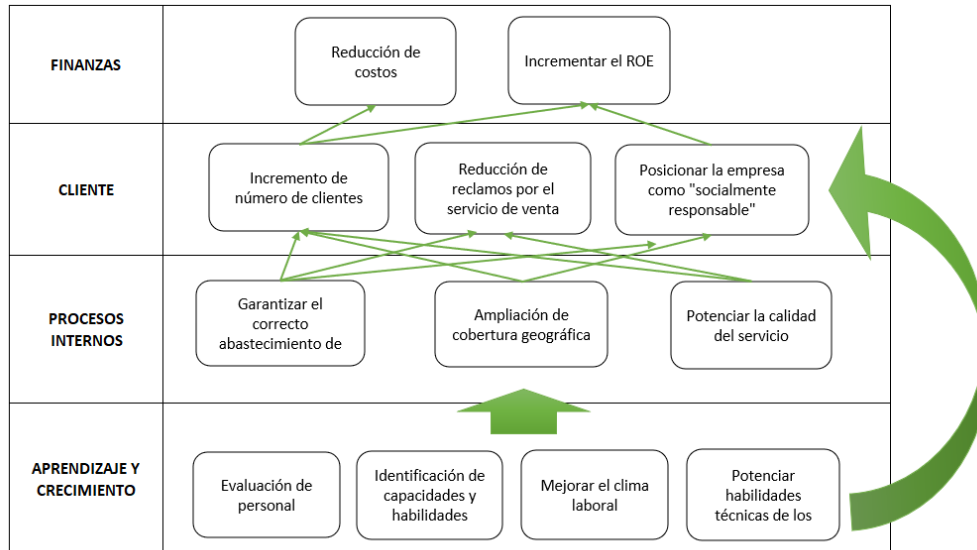 FINANZAS
Reducción de
costos
Incrementar el ROE
CLIENTE
Incremento de
número de clientes
Reducción de
reclamos por el
servicio de venta
Posicionar la empresa
como "socialmente
responsable"
PROCESOS
INTERNOS
Garantizar el
correcto
abastecimiento de
Ampliación de
cobertura geográfica
Potenciar la calidad
del servicio
APRENDIZAJE Y
CRECIMIENTO
Evaluación de
personal
Identificación de
capacidades y
habilidades
Mejorar el clima
laboral
Potenciar
habilidades
técnicas de los